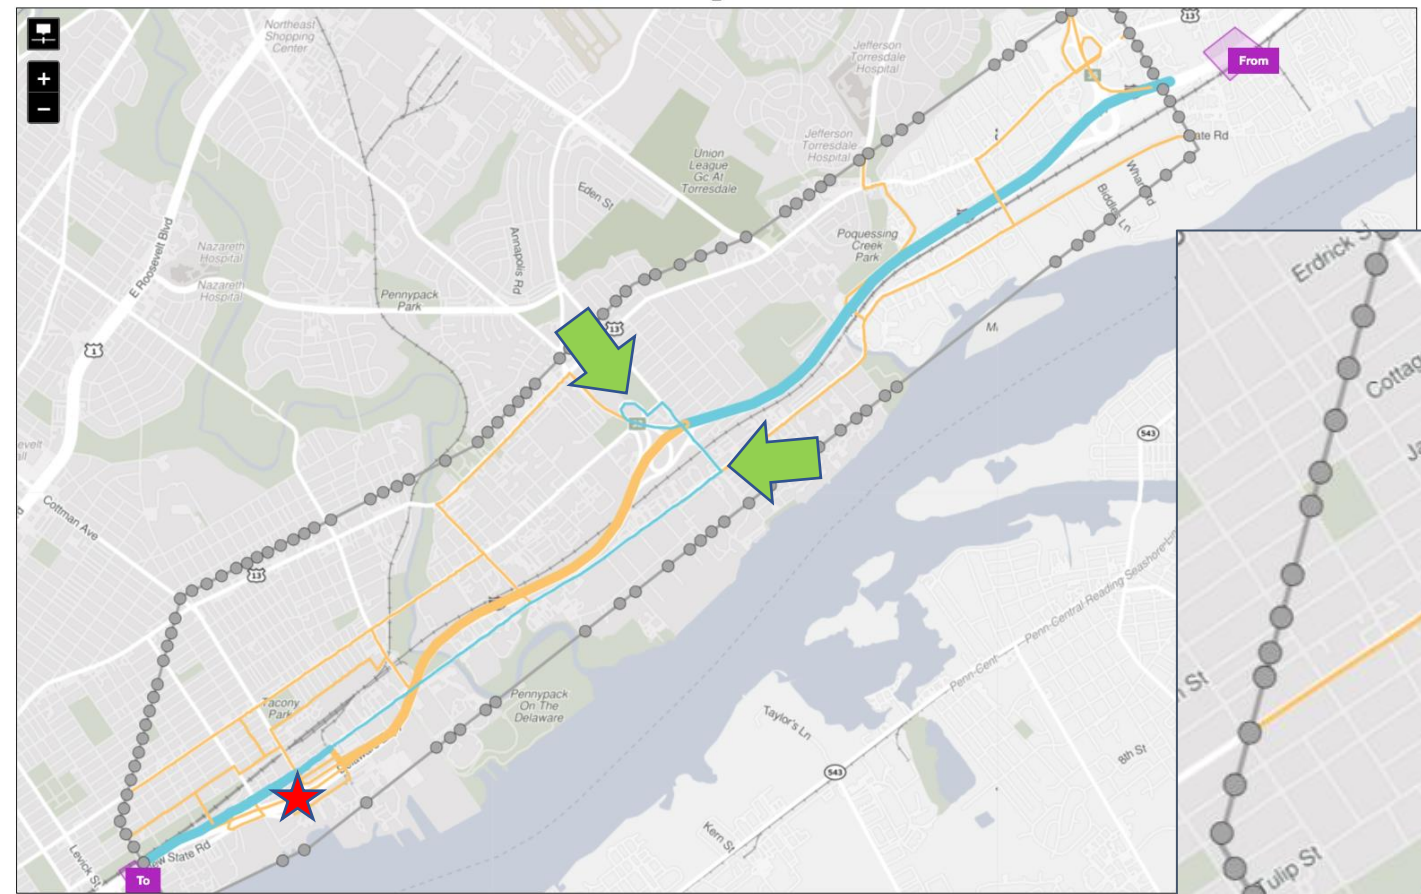 Northeast
Shopping
Center
13
Jefferson
Torresdale
Hospital
From
+
−
Jefferson
Torresdale
Hospital
ate Rd
Union
League
Gc At
Torresdale
Eden St
Biddle Ln
Annapolis Rd
E Roosevelt Blvd
Nazareth
Hospital
Nazareth
Hospital
Poquessing
Creek
Park
Erdrick
Pennypack
Park
13
1
Cottag
543
Cottman Ave
Penn-Central Reading Seashore
13
Penn-Cent
St
Tacony
Park
Pennypack
On The
Delaware
Taylor's Ln
8th St
543
Kern St
Levick St
w State Rd
Tulip St
To